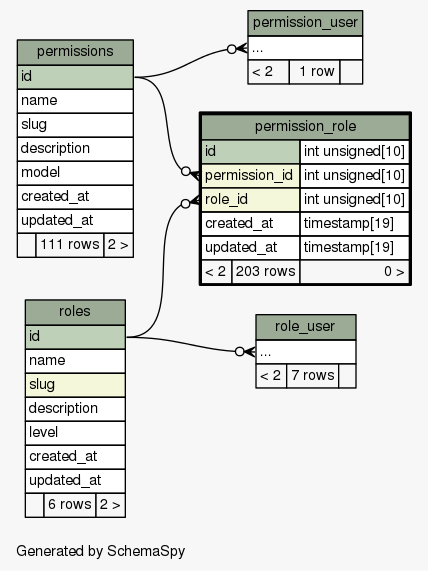 permissions
id
name
slug
description
model
created_at
updated_at
111 rows 2 >
permission_user
...
< 2 1 row
permission_role
id int unsigned[10]
permission_id int unsigned[10]
role_id int unsigned[10]
created_at timestamp[19]
updated_at timestamp[19]
< 2 203 rows 0 >
roles
id
name
slug
description
level
created_at
updated_at
6 rows 2 >
role_user
...
< 2 7 rows
Generated by SchemaSpy